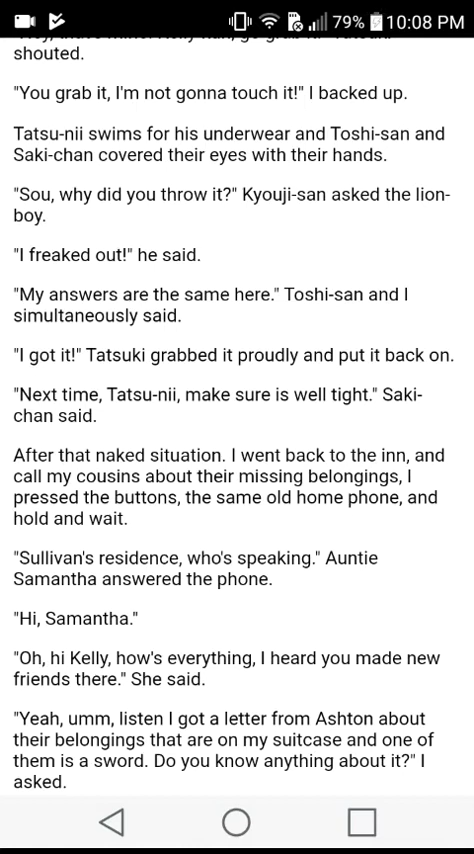 79% 10:08 PM
shouted.
"You grab it, I'm not gonna touch it!" I backed up.
Tatsu-nii swims for his underwear and Toshi-san and
Saki-chan covered their eyes with their hands.
"Sou, why did you throw it?" Kyouji-san asked the lion-
boy.
"I freaked out!" he said.
"My answers are the same here." Toshi-san and I
simultaneously said.
"I got it!" Tatsuki grabbed it proudly and put it back on.
"Next time, Tatsu-nii, make sure is well tight." Saki-
chan said.
After that naked situation. I went back to the inn, and
call my cousins about their missing belongings, I
pressed the buttons, the same old home phone, and
hold and wait.
"Sullivan's residence, who's speaking." Auntie
Samantha answered the phone.
"Hi, Samantha."
"Oh, hi Kelly, how's everything, I heard you made new
friends there." She said.
"Yeah, umm, listen I got a letter from Ashton about
their belongings that are on my suitcase and one of
them is a sword. Do you know anything about it?" I
asked.